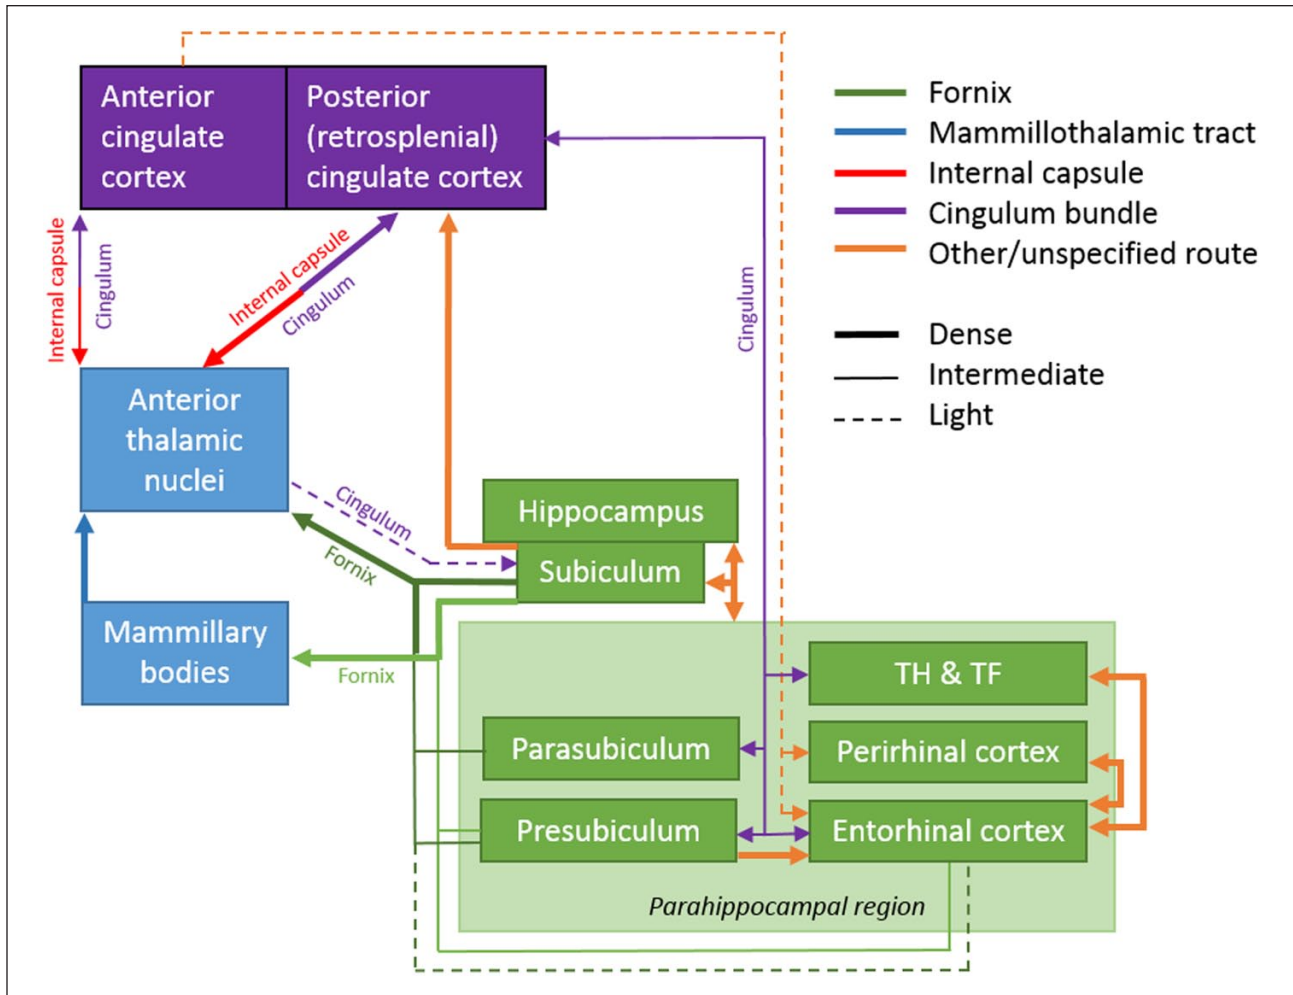 Anterior
cingulate
cortex
Posterior
(retrosplenial)
cingulate cortex
Fornix
Mammillothalamic tract
Internal capsule
Cingulum bundle
Other/unspecified route
Dense
Intermediate
Light
Internal capsule
Cingulum
Internal capsule
Cingulum
Cingulum
Anterior
thalamic
nuclei
Cingulum
Fornix
Hippocampus
Subiculum
Mammillary
bodies
Fornix
TH & TF
Parasubiculum
Perirhinal cortex
Presubiculum
Entorhinal cortex
Parahippocampal region